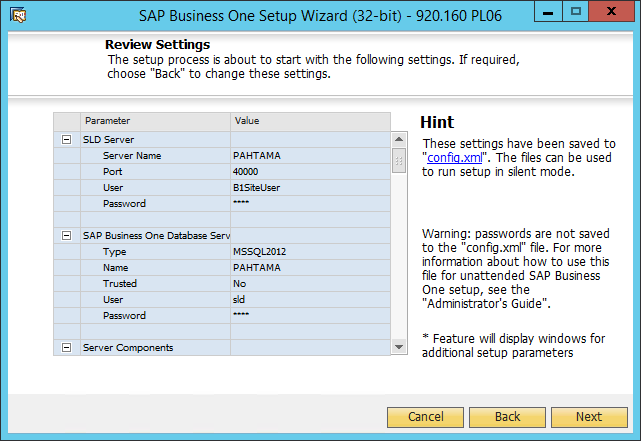 SAP Business One Setup Wizard (32-bit) - 920.160 PL06
Review Settings
The setup process is about to start with the following settings. If required,
choose "Back" to change these settings.
Parameter Value
SLD Server
Server Name PAHTAMA
Port 40000
User B1SiteUser
Password ****
SAP Business One Database Serv
Type MSSQL2012
Name PAHTAMA
Trusted No
User sld
Password ****
Server Components
Hint
These settings have been saved to
"config.xml". The files can be used
to run setup in silent mode.
Warning: passwords are not saved
to the "config.xml" file. For more
information about how to use this
file for unattended SAP Business
One setup, see the
"Administrator's Guide".
* Feature will display windows for
additional setup parameters
Cancel Back Next